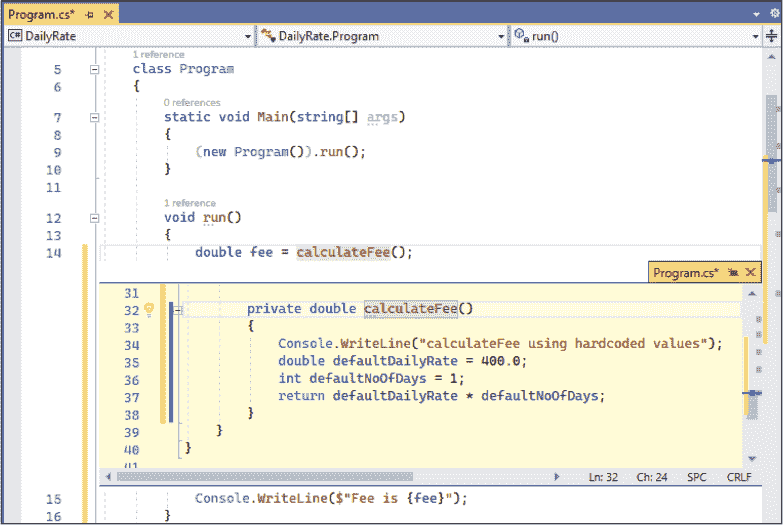 Program.cs*
DailyRate DailyRate.Program run()
1 reference
5 class Program
6 {
0 references
7 static void Main(string[] args)
8 {
9 (new Program()).run();
10 }
11
1 reference
12 void run()
13 {
14 double fee = calculateFee();
Program.cs*
31
32 private double calculateFee()
33 {
34 Console.WriteLine("calculateFee using hardcoded values");
35 double defaultDailyRate = 400.0;
36 int defaultNoOfDays = 1;
37 return defaultDailyRate * defaultNoOfDays;
38 }
39 }
40 }
41
Ln: 32 Ch: 24 SPC CRLF
15 Console.WriteLine($"Fee is {fee}");
16 }